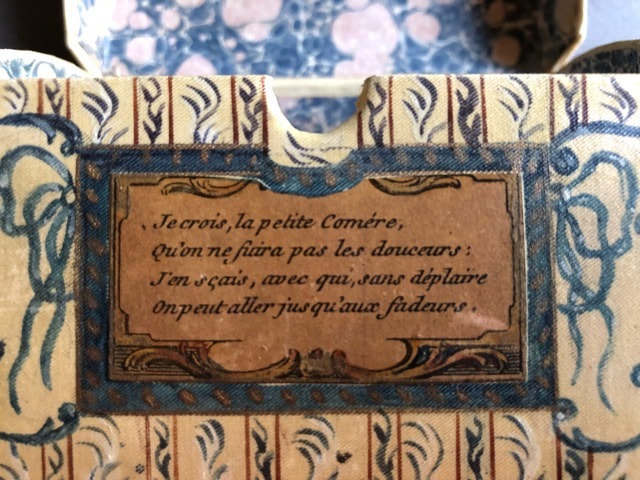 Je crois, la petite Comére,
Qu'on ne fuira pas les douceurs:
J'en sçais, avec qui, sans déplaire
On peut aller jusqu'aux fadeurs.